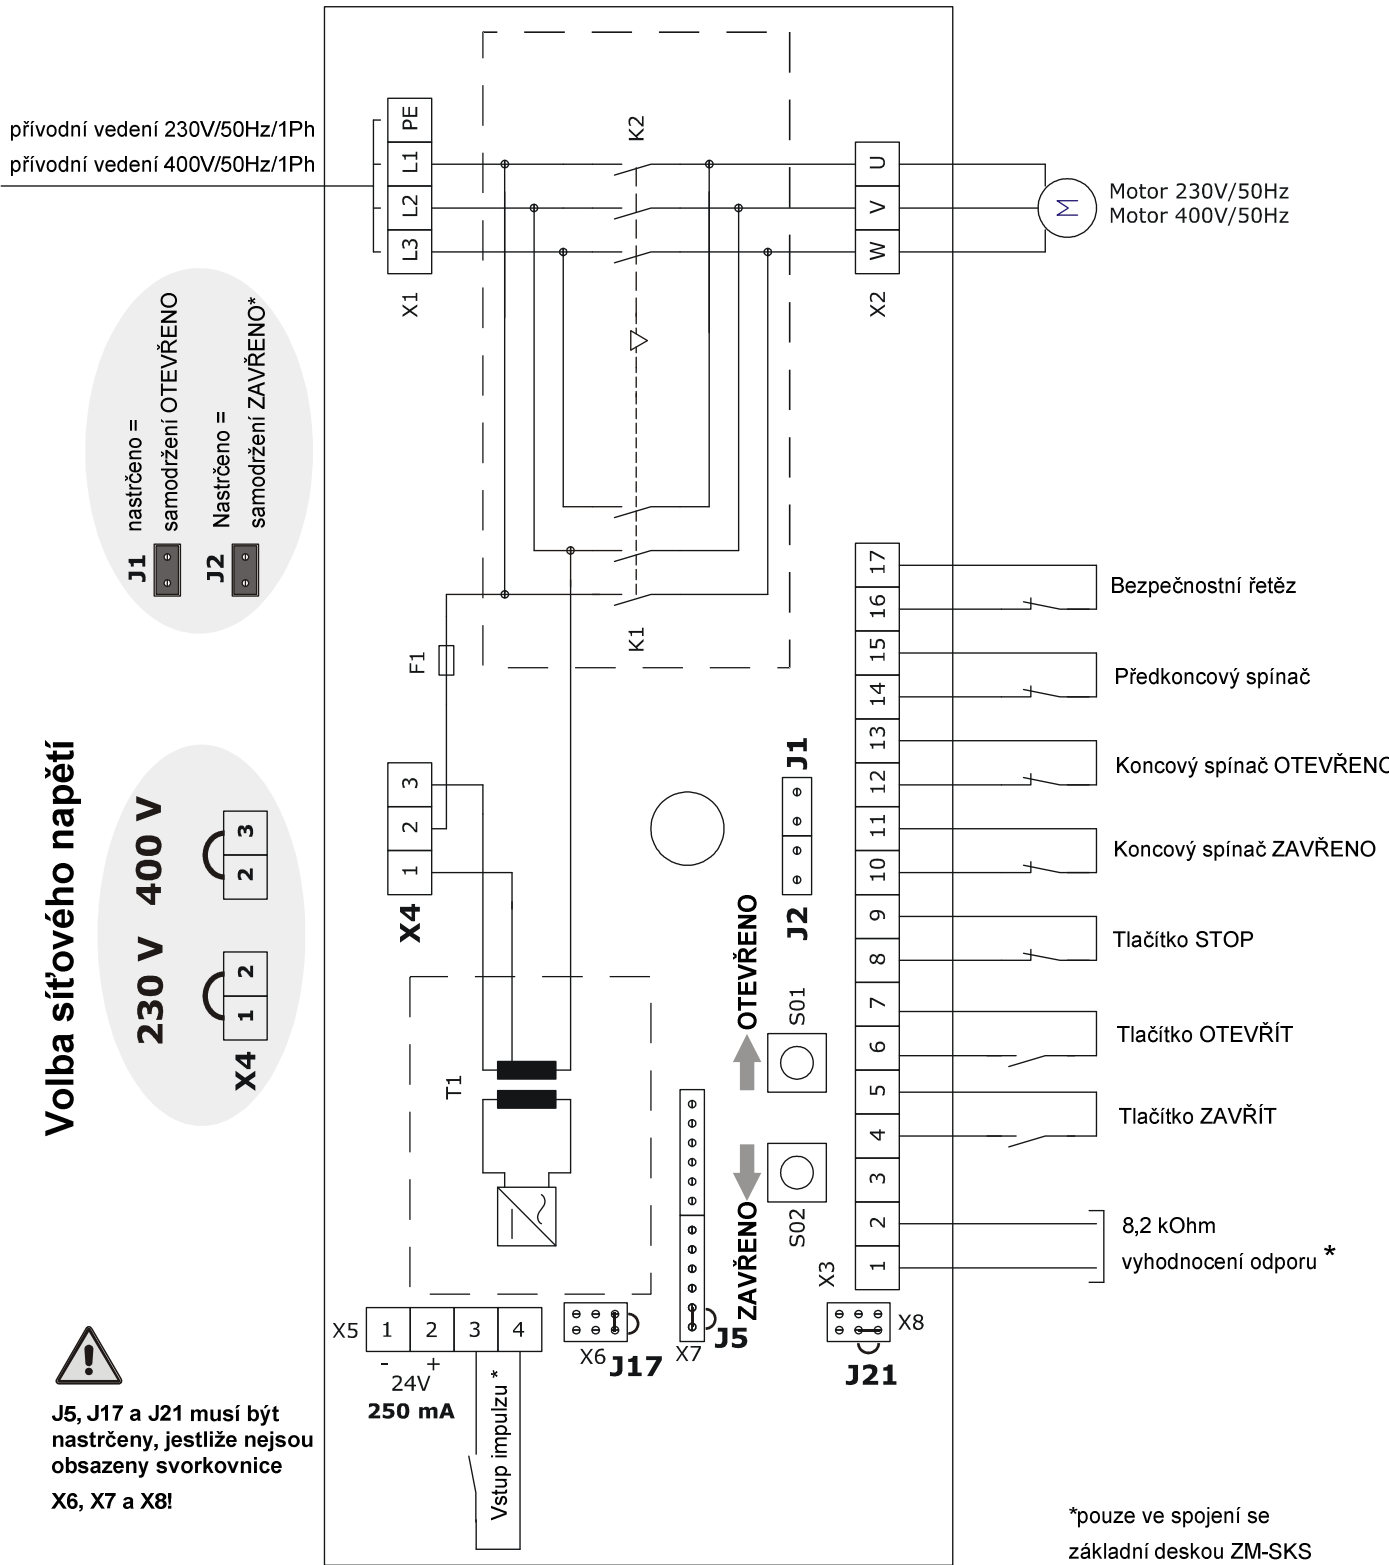 přívodní vedení 230V/50Hz/1Ph
přívodní vedení 400V/50Hz/1Ph
PE
L1
L2
L3
X1
K2
K1
U
V
W
X2
M
Motor 230V/50Hz
Motor 400V/50Hz
J1
nastrčeno =
samodržení OTEVŘENO
J2
Nastrčeno =
samodržení ZAVŘENO*
Volba síťového napětí
230 V
400 V
1
2
2
3
X4
F1
3
2
1
X4
T1
J1
J2
OTEVŘENO
S01
ZAVŘENO
S02
17
16
15
14
13
12
11
10
9
8
7
6
5
4
3
2
1
X3
Bezpečnostní řetěz
Předkoncový spínač
Koncový spínač OTEVŘENO
Koncový spínač ZAVŘENO
Tlačítko STOP
Tlačítko OTEVŘÍT
Tlačítko ZAVŘÍT
8,2 kOhm
vyhodnocení odporu *
X5
1
2
3
4
-
+
24V
250 mA
Vstup impulzu *
X6
J17
X7
J5
X8
J21
J5, J17 a J21 musí být
nastrčeny, jestliže nejsou
obsazeny svorkovnice
X6, X7 a X8!
*pouze ve spojení se
základní deskou ZM-SKS